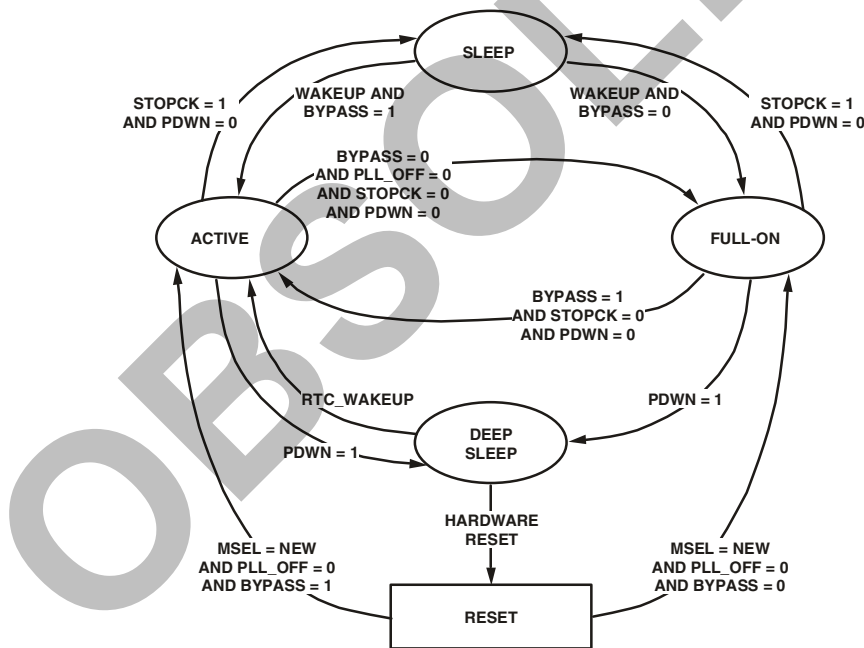 SLEEP
STOPCK = 1
AND PDWN = 0
WAKEUP AND
BYPASS = 1
WAKEUP AND
BYPASS = 0
STOPCK = 1
AND PDWN = 0
BYPASS = 0
AND PLL_OFF = 0
AND STOPCK = 0
AND PDWN = 0
ACTIVE
FULL-ON
BYPASS = 1
AND STOPCK = 0
AND PDWN = 0
RTC_WAKEUP
PDWN = 1
DEEP
SLEEP
PDWN = 1
HARDWARE
RESET
MSEL = NEW
AND PLL_OFF = 0
AND BYPASS = 1
MSEL = NEW
AND PLL_OFF = 0
AND BYPASS = 0
RESET
OBSOL